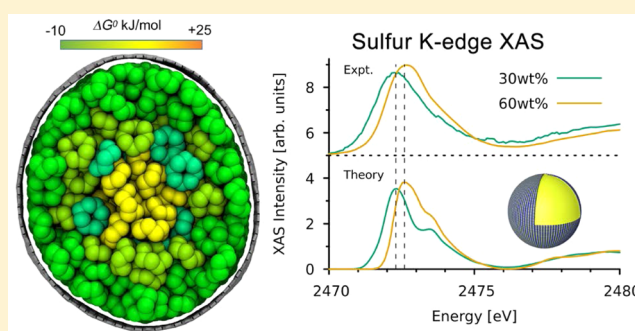 ΔG⁰ kJ/mol
-10 +25
Sulfur K-edge XAS
XAS Intensity [arb. units]
8
6
4
2
0
Expt.
30wt%
60wt%
Theory
2470 2475 2480
Energy [eV]